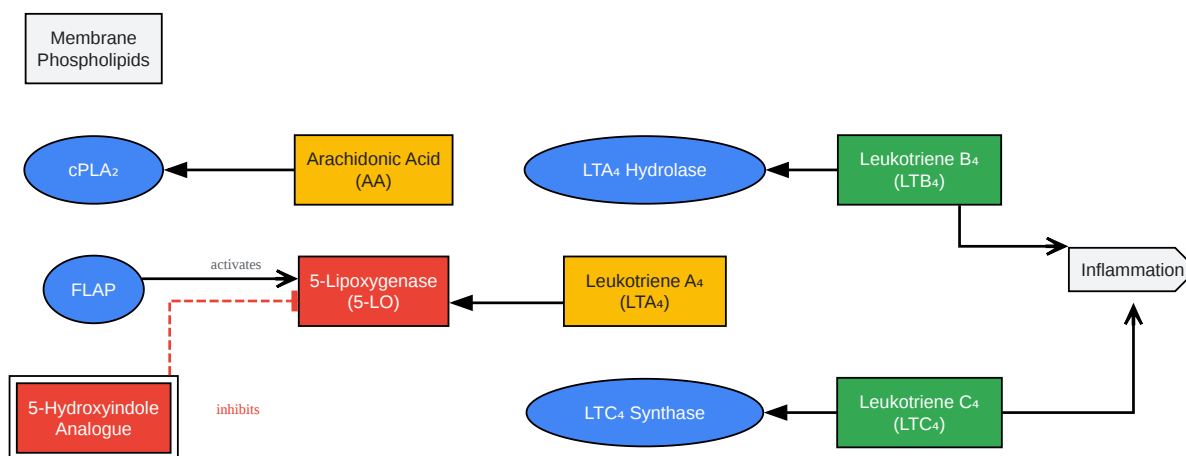 Membrane
Phospholipids
cPLA₂
Arachidonic Acid
(AA)
LTA₄ Hydrolase
Leukotriene B₄
(LTB₄)
activates
FLAP
5-Lipoxygenase
(5-LO)
Leukotriene A₄
(LTA₄)
Inflammation
5-Hydroxyindole
Analogue
inhibits
LTC₄ Synthase
Leukotriene C₄
(LTC₄)